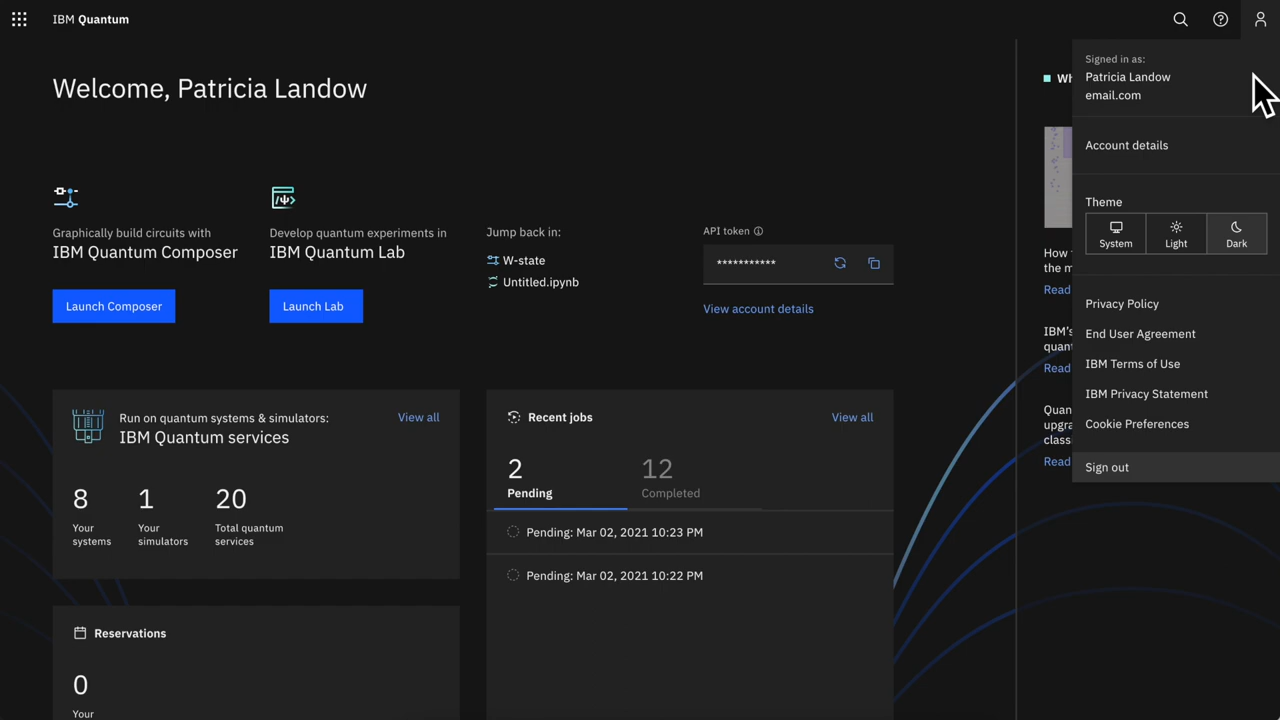 IBM Quantum
Welcome, Patricia Landow
Graphically build circuits with
IBM Quantum Composer
Launch Composer
Develop quantum experiments in
IBM Quantum Lab
Launch Lab
Jump back in:
W-state
Untitled.ipynb
API token
***********
View account details
Run on quantum systems & simulators:
IBM Quantum services
View all
8
Your
systems
1
Your
simulators
20
Total quantum
services
Recent jobs
View all
2
Pending
12
Completed
Pending: Mar 02, 2021 10:23 PM
Pending: Mar 02, 2021 10:22 PM
Reservations
0
Your
How
the m
Read
IBM's
quant
Read
Quan
upgra
classi
Read
Signed in as:
Patricia Landow
email.com
Account details
Theme
System
Light
Dark
Privacy Policy
End User Agreement
IBM Terms of Use
IBM Privacy Statement
Cookie Preferences
Sign out